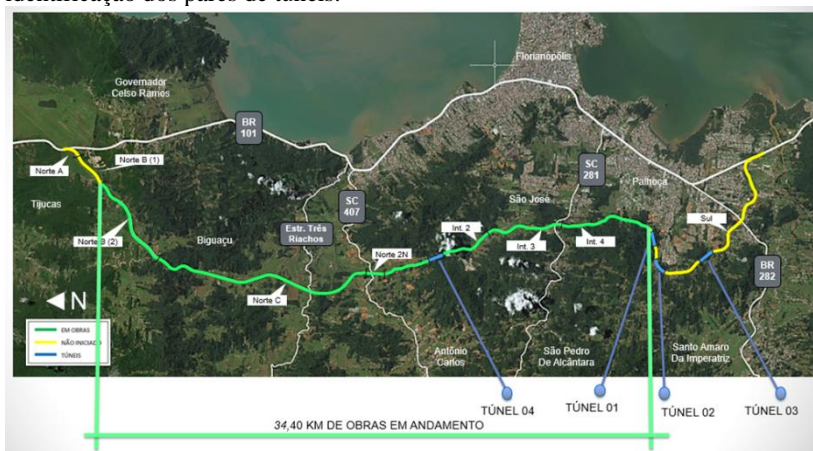 identificação dos pares de túneis.
Florianópolis
Governador
Celso Ramos
BR
101
Norte A
Norte B (1)
Tijucas
SC
281
Palhoça
São José
SC
407
Sul
Norte B (2)
Biguaçu
Estr. Três
Riachos
Int. 2
Int. 3
Int. 4
Norte 2N
BR
282
Norte C
N
EM OBRAS
NÃO INICIADO
TÚNEIS
Antônio
Carlos
São Pedro
De Alcântara
Santo Amaro
Da Imperatriz
TÚNEL 04
TÚNEL 01
TÚNEL 02
TÚNEL 03
34,40 KM DE OBRAS EM ANDAMENTO